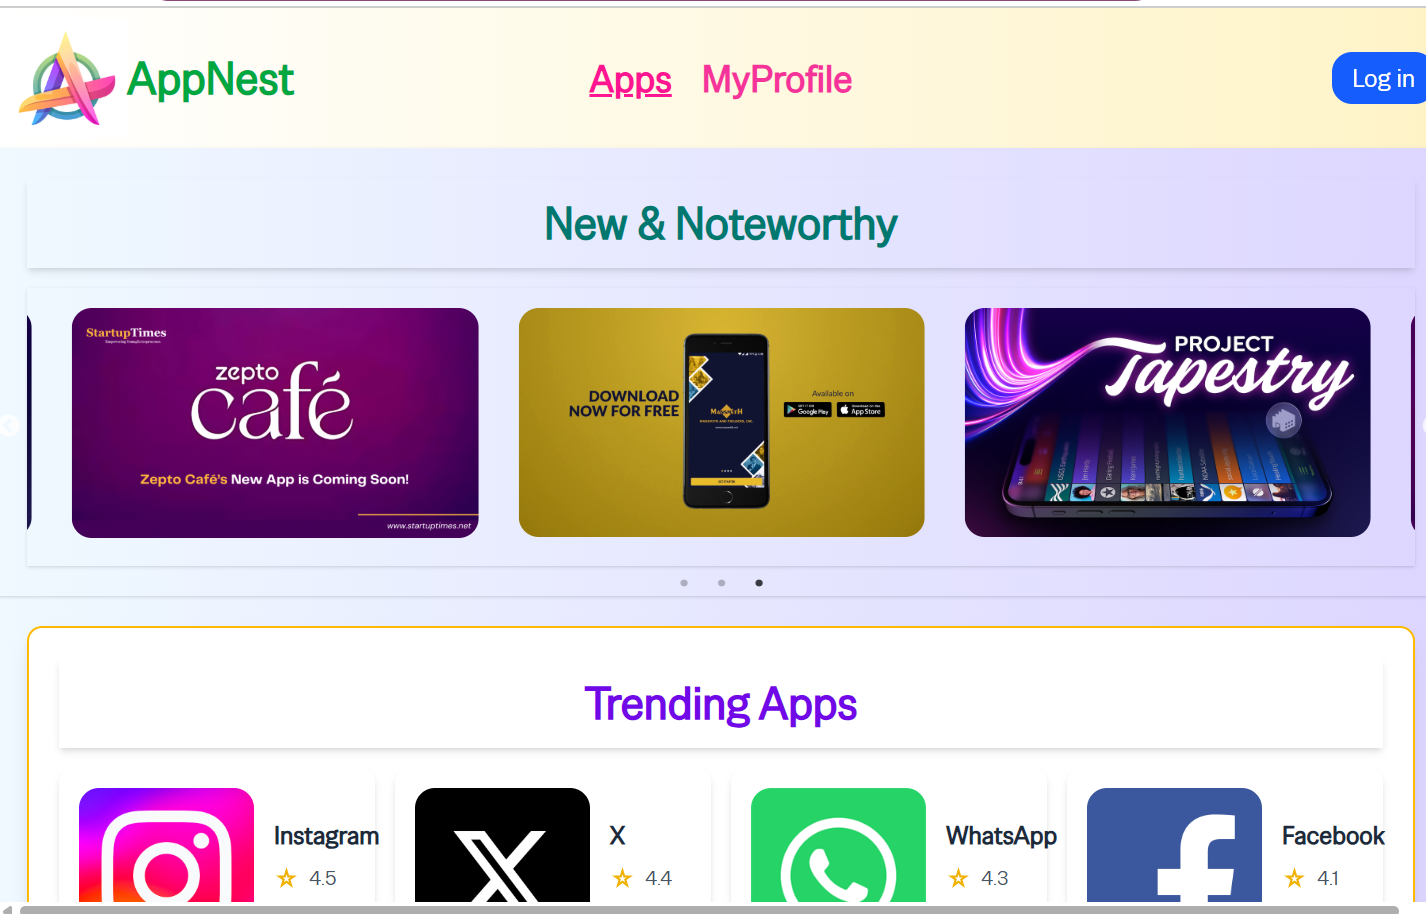 AppNest
Apps MyProfile
Log in
New & Noteworthy
StartupTimes
zepto
café
Zepto Café's New App is Coming Soon!
www.startuptimes.net
DOWNLOAD
NOW FOR FREE
Available on
Google Play
App Store
PROJECT
Tapestry
Trending Apps
Instagram
4.5
X
4.4
WhatsApp
4.3
Facebook
4.1